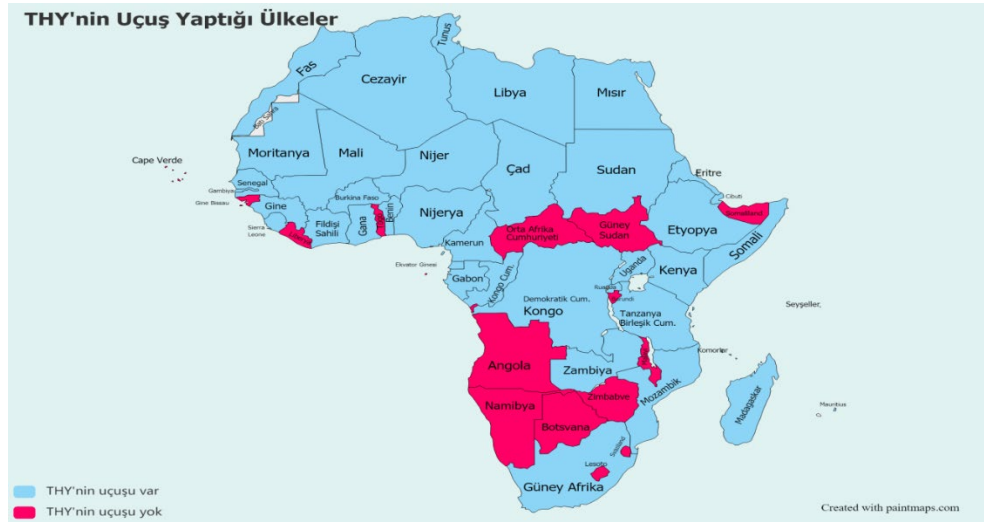 THY'nin Uçuş Yaptığı Ülkeler
Tunus
Fas
Cezayir
Libya
Mısır
Batı Sahra
Cape Verde
Moritanya
Mali
Nijer
Çad
Sudan
Eritre
Senegal
Gambiya
Gine Bissau
Gine
Burkina Faso
Benin
Togo
Gana
Fildişi
Sahili
Sierra
Leone
Liberya
Nijerya
Cibuti
Somaliland
Orta Afrika
Cumhuriyeti
Güney
Sudan
Etyopya
Somali
Kamerun
Ekvator Ginesi
Gabon
Kongo Cum.
Uganda
Kenya
Ruanda
Burundi
Demokratik Cum.
Kongo
Tanzanya
Birleşik Cum.
Seyşeller,
Komorlar
Angola
Zambiya
Zimbabve
Mozambik
Madagaskar
Mauritius
Namibya
Botsvana
Lesoto
Güney Afrika
THY'nin uçuşu var
THY'nin uçuşu yok
Created with paintmaps.com